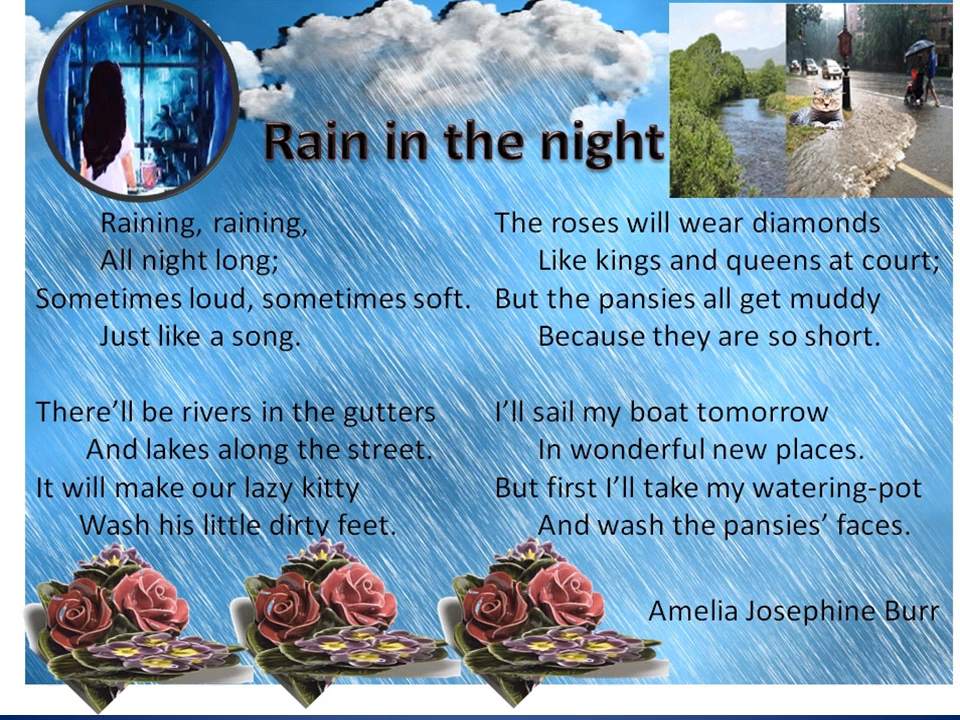 Rain in the night
Raining, raining,
All night long;
Sometimes loud, sometimes soft.
Just like a song.
There’ll be rivers in the gutters
And lakes along the street.
It will make our lazy kitty
Wash his little dirty feet.
The roses will wear diamonds
Like kings and queens at court;
But the pansies all get muddy
Because they are so short.
I’ll sail my boat tomorrow
In wonderful new places.
But first I’ll take my watering-pot
And wash the pansies’ faces.
Amelia Josephine Burr